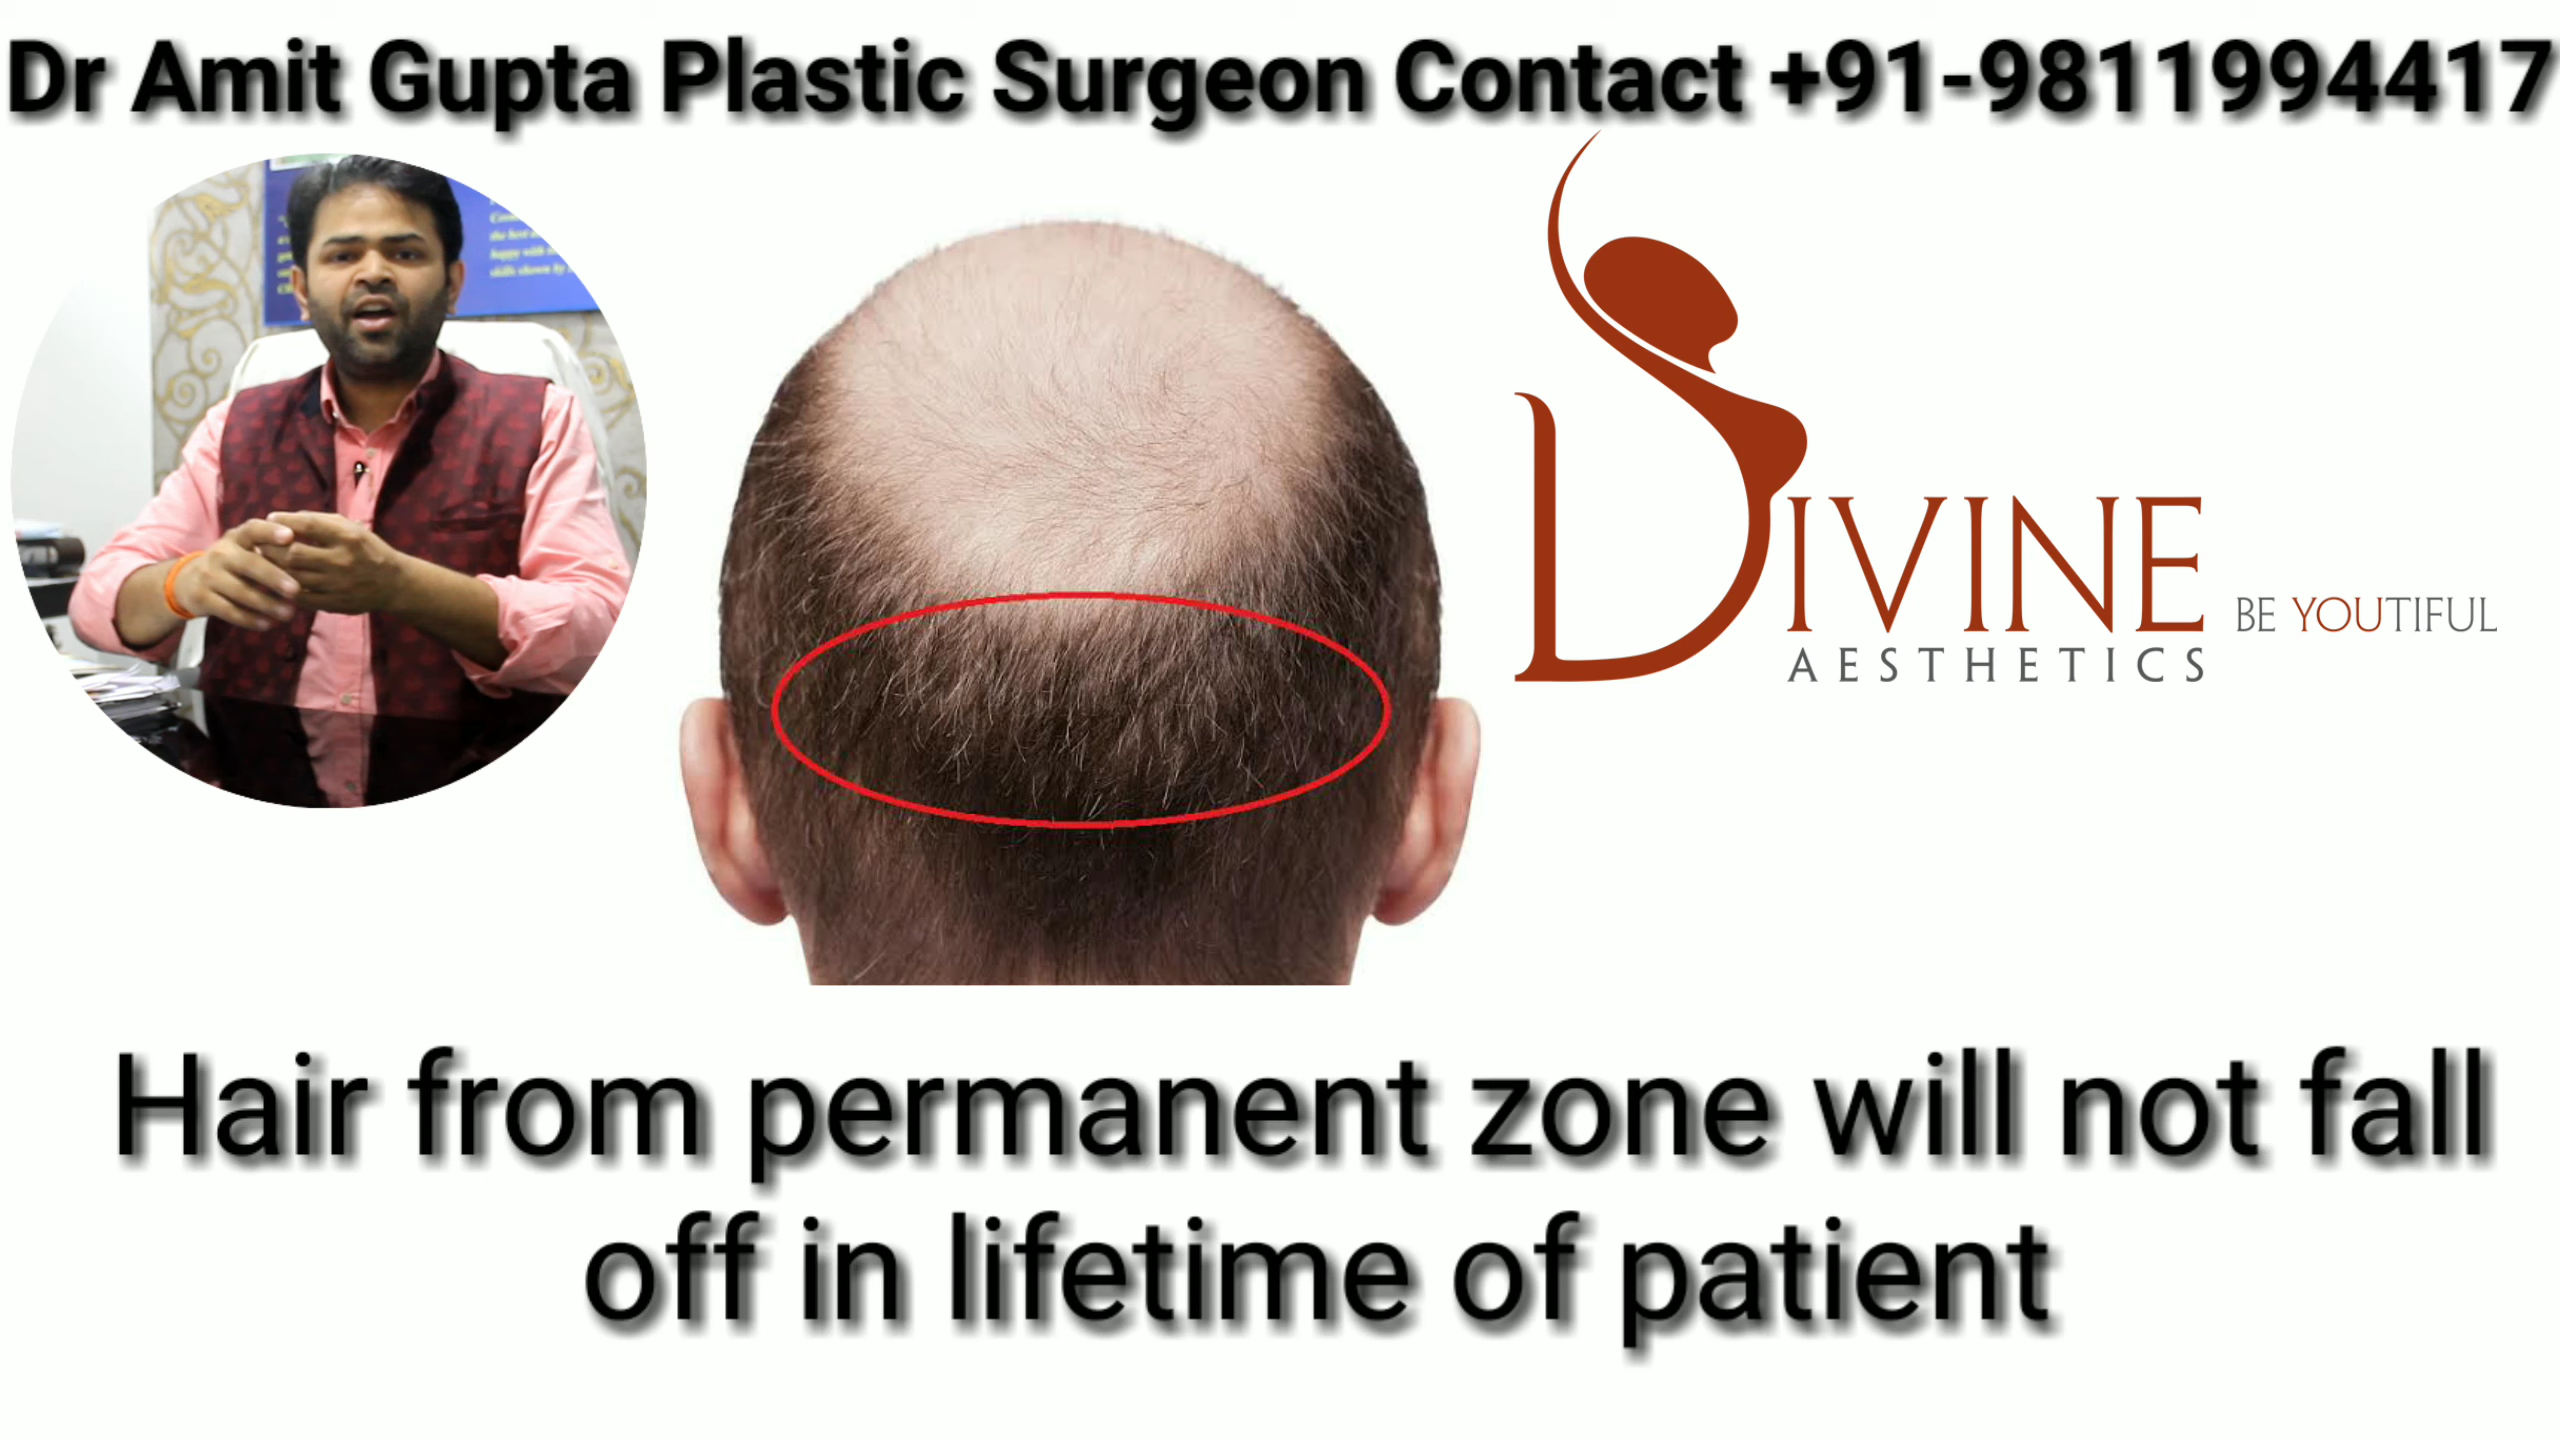 Dr Amit Gupta Plastic Surgeon Contact +91-9811994417
DIVINE
AESTHETICS
BE YOUTIFUL
Hair from permanent zone will not fall
off in lifetime of patient